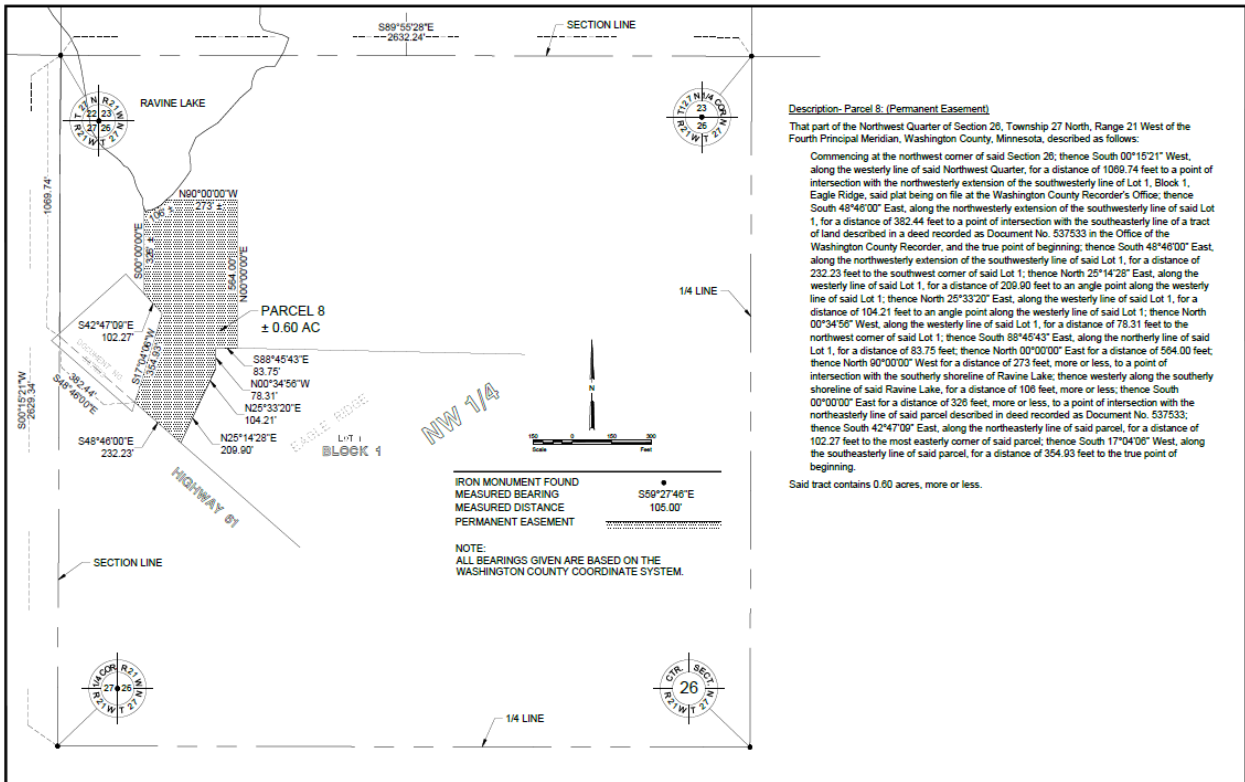 S89°55'28"E
2632.24'
SECTION LINE
RAVINE LAKE
T 27 N R21W
22 23
27 26
R21W T 27 N
T127 N 1/4 COR
23
26
R21W T 27 N
1069.74'
N90°00'00"W
273' ±
106' ±
S00°00'00"E
326' ±
564.00'
N00°00'00"E
PARCEL 8
± 0.60 AC
1/4 LINE
S42°47'09"E
102.27'
S17°04'06"W
354.93'
DOCUMENT NO.
382.44'
S48°46'00"E
S88°45'43"E
83.75'
N00°34'56"W
78.31'
N25°33'20"E
104.21'
N25°14'28"E
209.90'
S00°15'21"W
2629.34'
S48°46'00"E
232.23'
EAGLE RIDGE
LOT 1
BLOCK 1
NW 1/4
HIGHWAY 61
N
150 0 150 300
Scale Feet
IRON MONUMENT FOUND
MEASURED BEARING S59°27'46"E
MEASURED DISTANCE 105.00'
PERMANENT EASEMENT
NOTE:
ALL BEARINGS GIVEN ARE BASED ON THE
WASHINGTON COUNTY COORDINATE SYSTEM.
SECTION LINE
1/4 COR R21W
27 26
R21W T 27 N
1/4 LINE
CTR. SECT.
26
R21W T 27 N
Description- Parcel 8: (Permanent Easement)
That part of the Northwest Quarter of Section 26, Township 27 North, Range 21 West of the
Fourth Principal Meridian, Washington County, Minnesota, described as follows:
Commencing at the northwest corner of said Section 26; thence South 00°15'21" West,
along the westerly line of said Northwest Quarter, for a distance of 1069.74 feet to a point of
intersection with the northwesterly extension of the southwesterly line of Lot 1, Block 1,
Eagle Ridge, said plat being on file at the Washington County Recorder's Office; thence
South 48°46'00" East, along the northwesterly extension of the southwesterly line of said Lot
1, for a distance of 382.44 feet to a point of intersection with the southeasterly line of a tract
of land described in a deed recorded as Document No. 537533 in the Office of the
Washington County Recorder, and the true point of beginning; thence South 48°46'00" East,
along the northwesterly extension of the southwesterly line of said Lot 1, for a distance of
232.23 feet to the southwest corner of said Lot 1; thence North 25°14'28" East, along the
westerly line of said Lot 1, for a distance of 209.90 feet to an angle point along the westerly
line of said Lot 1; thence North 25°33'20" East, along the westerly line of said Lot 1, for a
distance of 104.21 feet to an angle point along the westerly line of said Lot 1; thence North
00°34'56" West, along the westerly line of said Lot 1, for a distance of 78.31 feet to the
northwest corner of said Lot 1; thence South 88°45'43" East, along the northerly line of said
Lot 1, for a distance of 83.75 feet; thence North 00°00'00" East for a distance of 564.00 feet;
thence North 90°00'00" West for a distance of 273 feet, more or less, to a point of
intersection with the southerly shoreline of Ravine Lake; thence westerly along the southerly
shoreline of said Ravine Lake, for a distance of 106 feet, more or less; thence South
00°00'00" East for a distance of 326 feet, more or less, to a point of intersection with the
northeasterly line of said parcel described in deed recorded as Document No. 537533;
thence South 42°47'09" East, along the northeasterly line of said parcel, for a distance of
102.27 feet to the most easterly corner of said parcel; thence South 17°04'06" West, along
the southeasterly line of said parcel, for a distance of 354.93 feet to the true point of
beginning.
Said tract contains 0.60 acres, more or less.